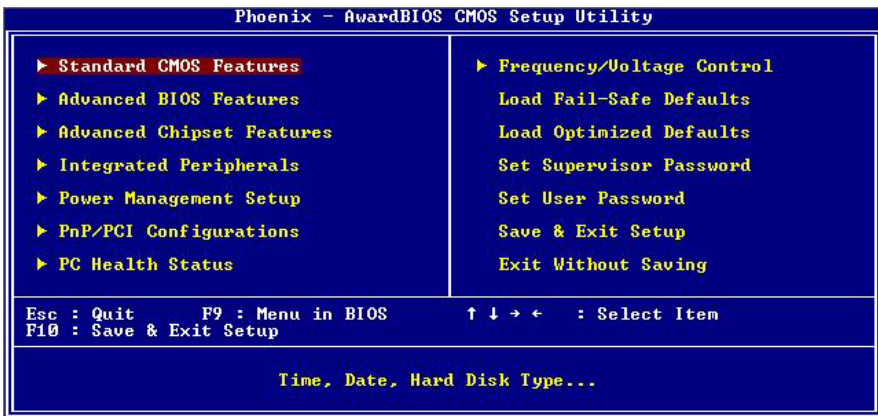 Phoenix - AwardBIOS CMOS Setup Utility
▶ Standard CMOS Features
▶ Advanced BIOS Features
▶ Advanced Chipset Features
▶ Integrated Peripherals
▶ Power Management Setup
▶ PnP/PCI Configurations
▶ PC Health Status
▶ Frequency/Voltage Control
Load Fail-Safe Defaults
Load Optimized Defaults
Set Supervisor Password
Set User Password
Save & Exit Setup
Exit Without Saving
Esc : Quit F9 : Menu in BIOS ↑ ↓ → ← : Select Item
F10 : Save & Exit Setup
Time, Date, Hard Disk Type...